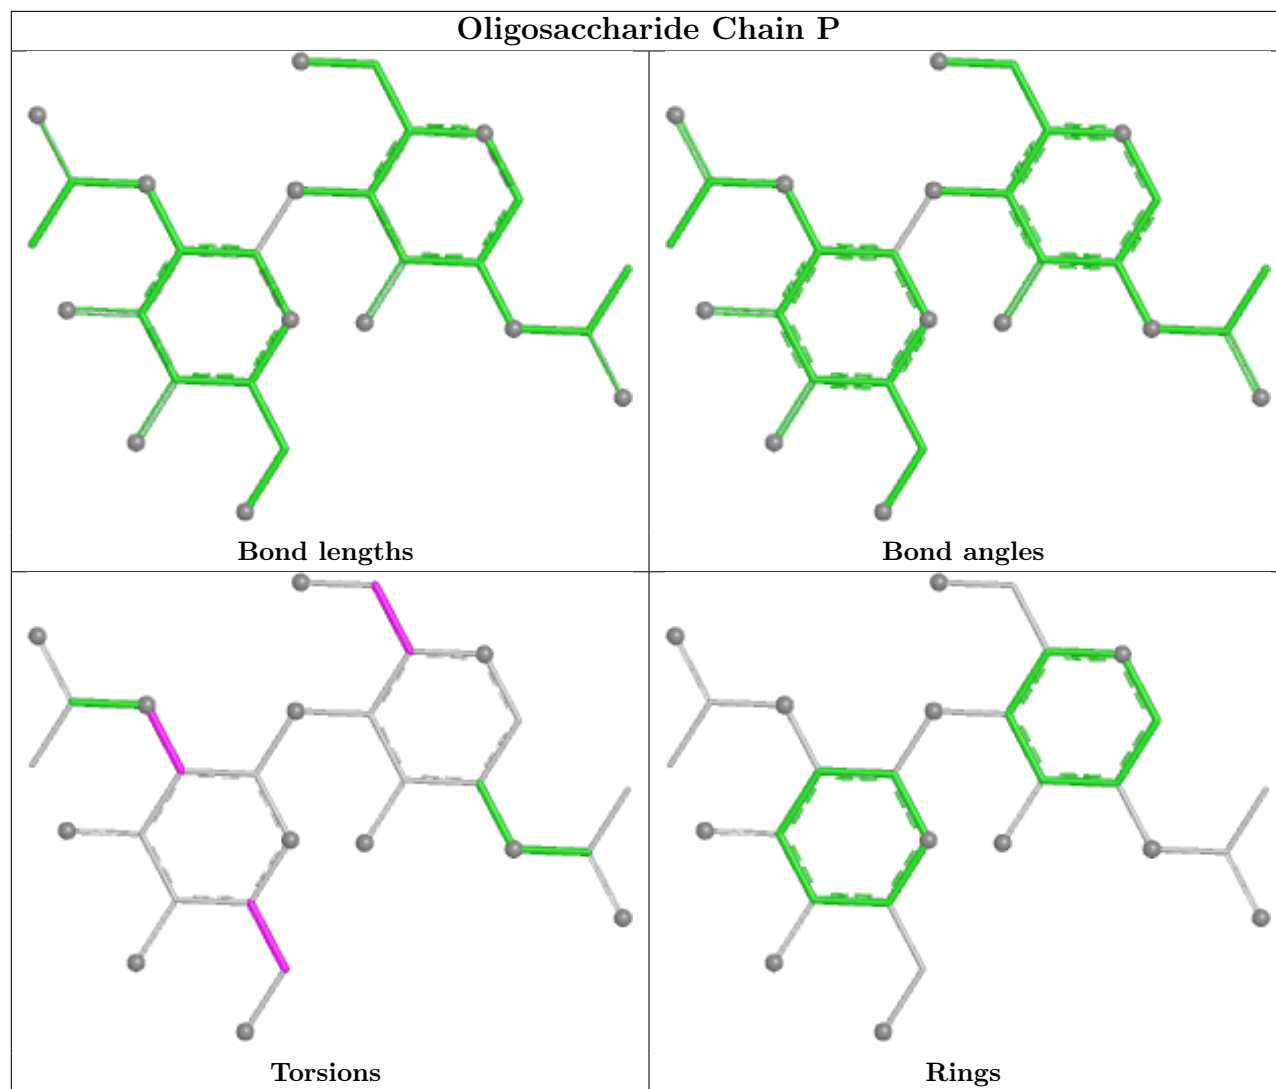 Oligosaccharide Chain P
Bond lengths
Bond angles
Torsions
Rings